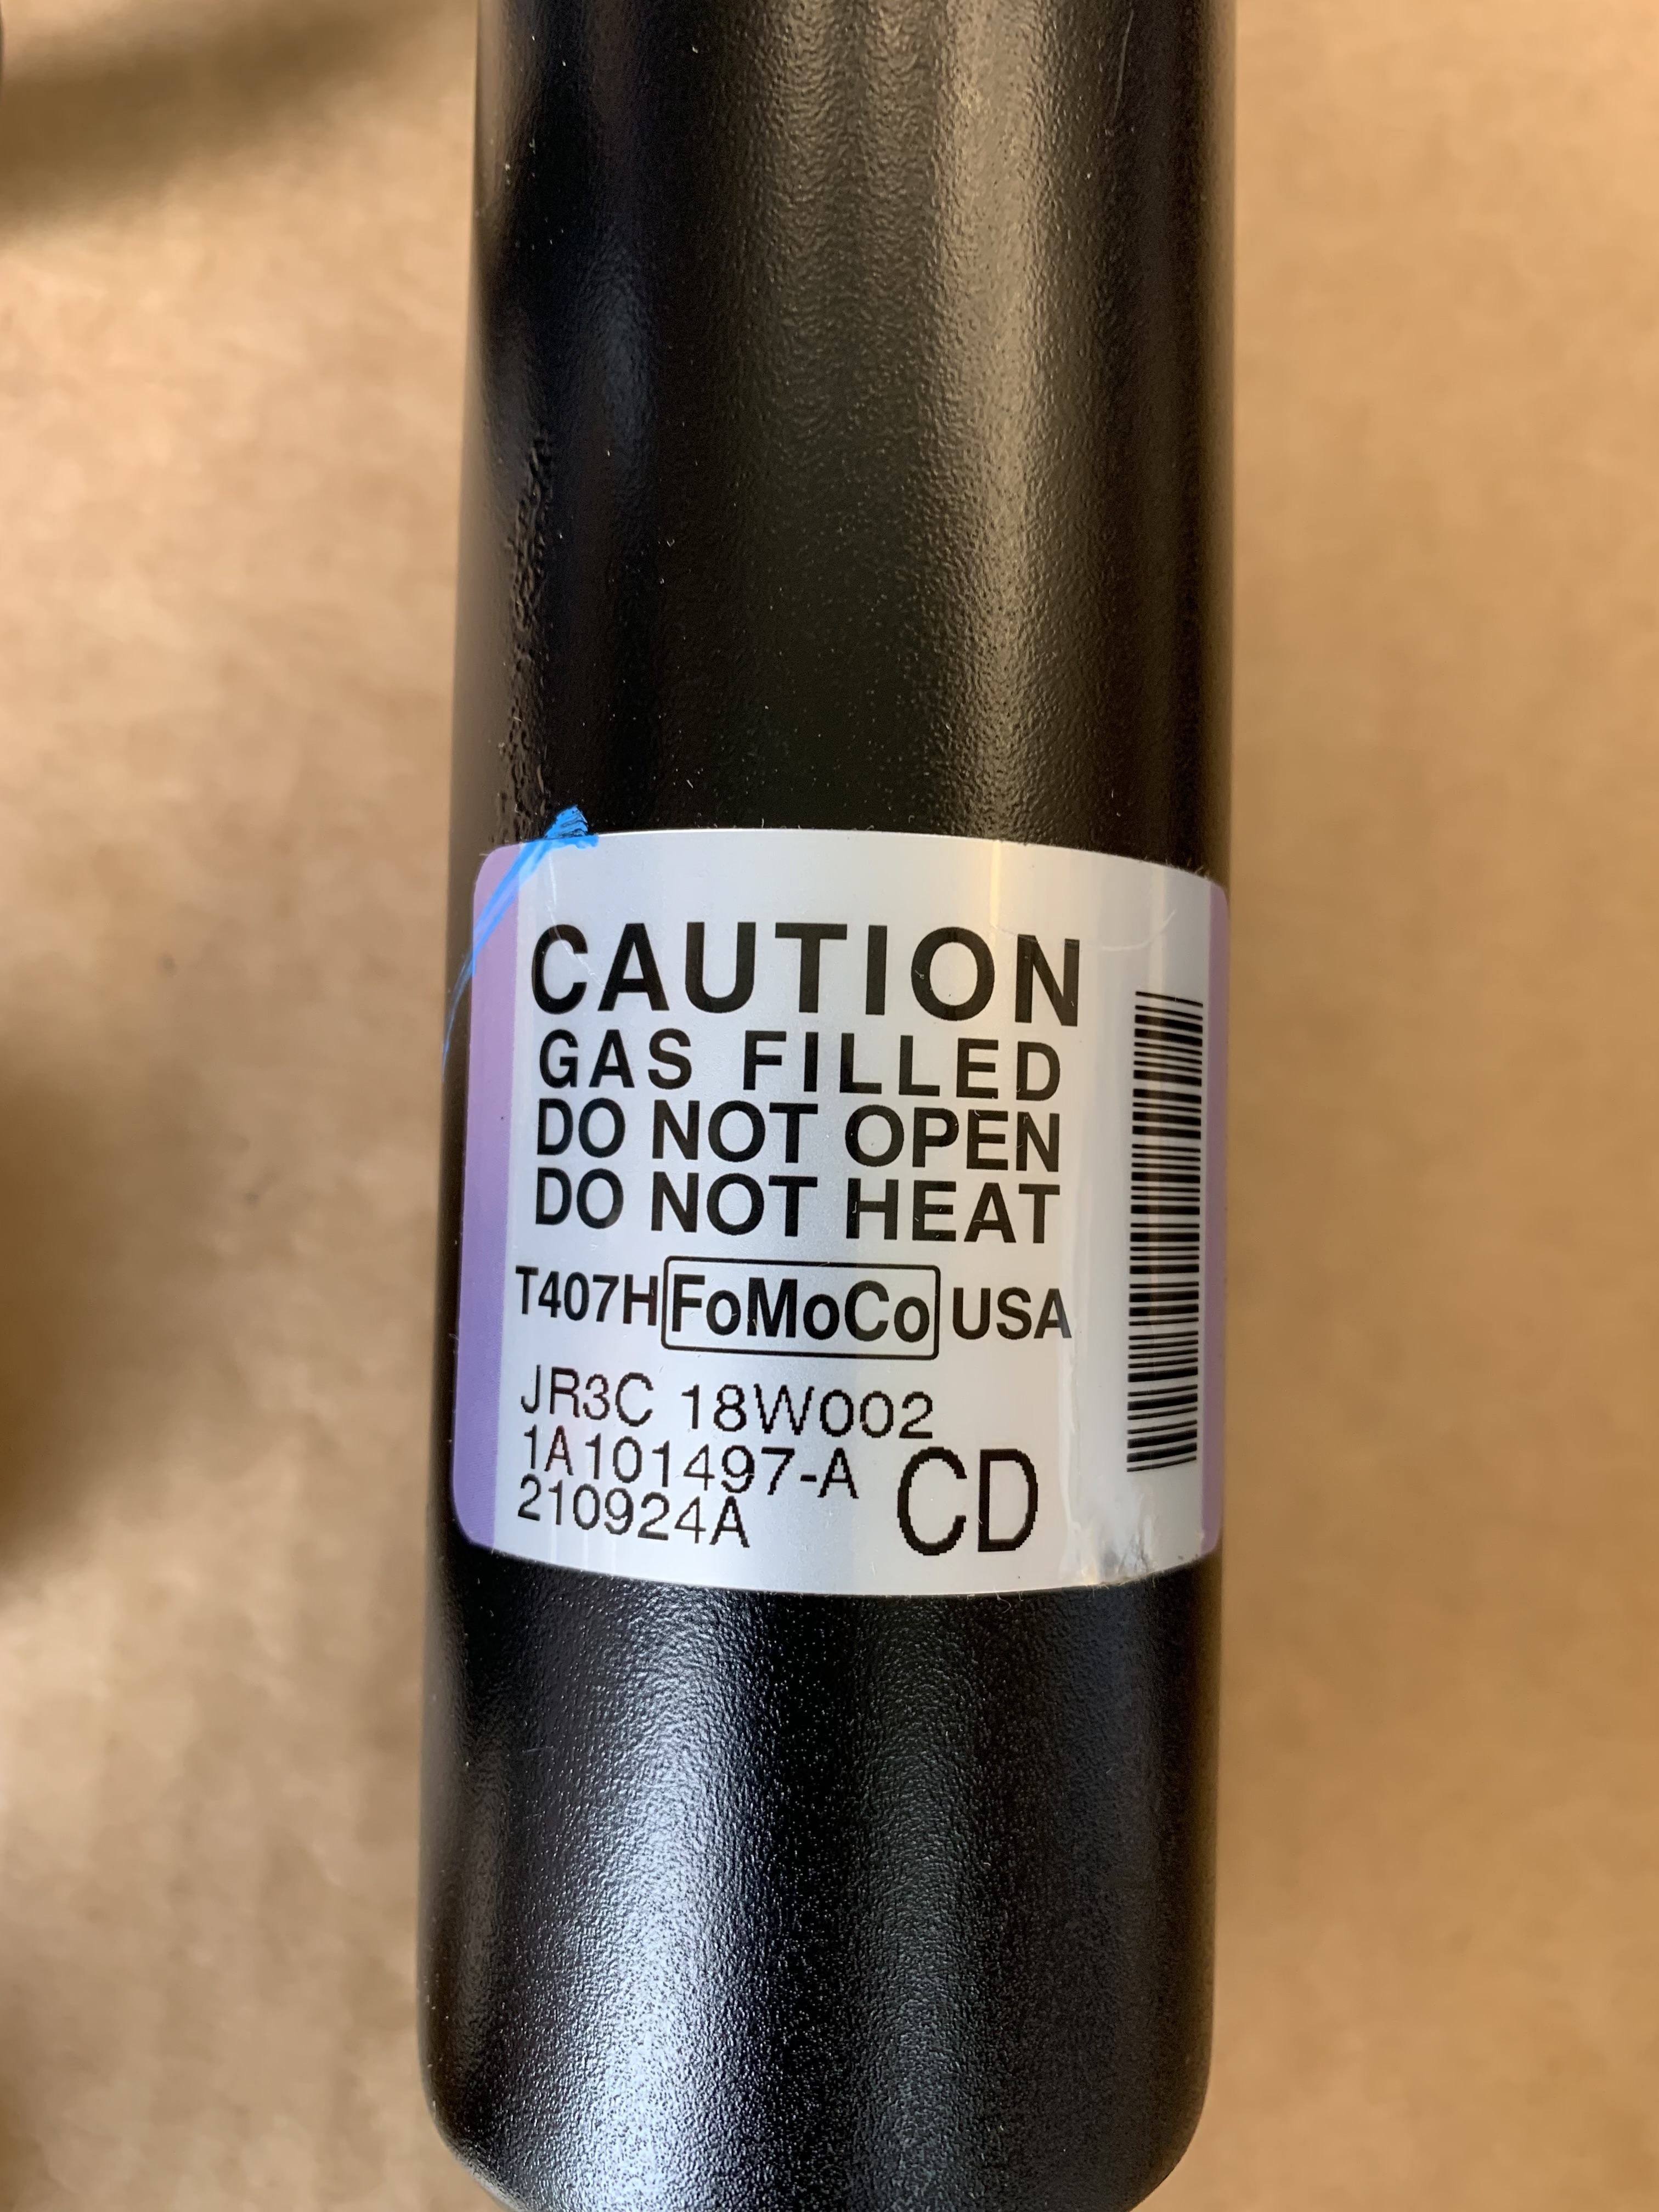 CAUTION
GAS FILLED
DO NOT OPEN
DO NOT HEAT
T407H FoMoCo USA
JR3C 18W002
1A101497-A CD
210924A